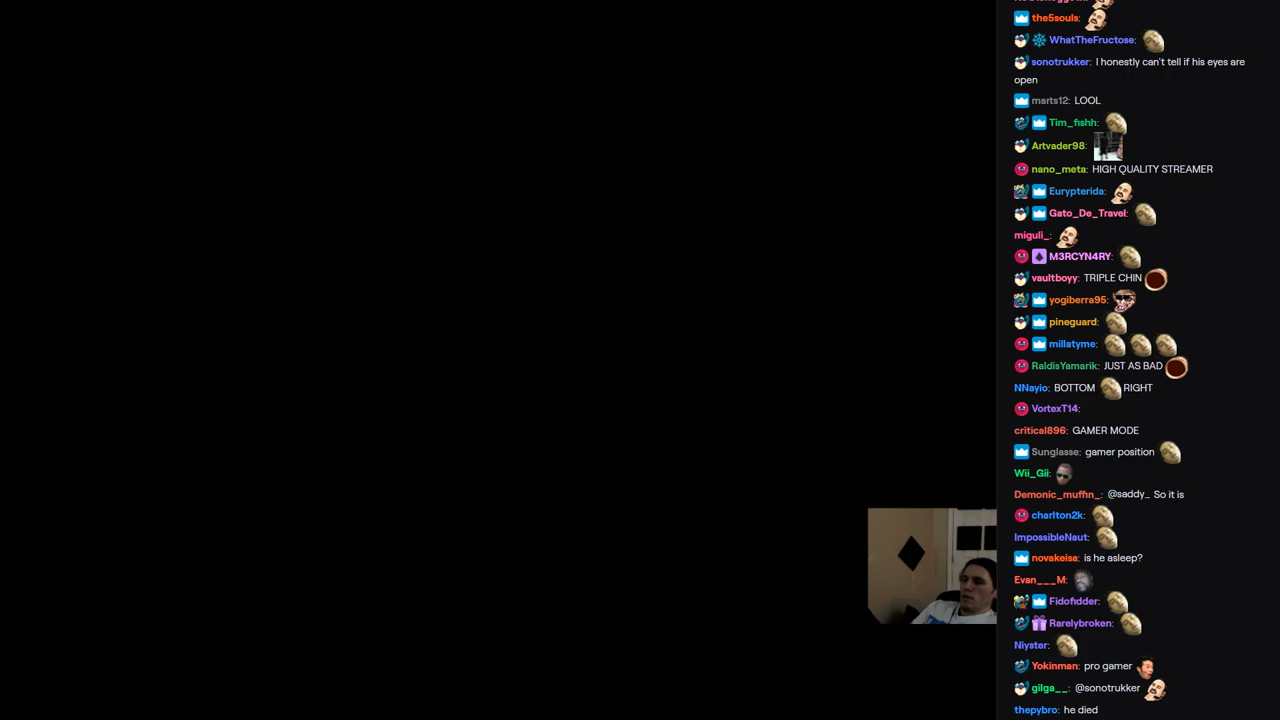 the5souls:
WhatTheFructose:
sonotrukker: I honestly can't tell if his eyes are
open
marts12: LOOL
Tim_fishh:
Artvader98:
nano_meta: HIGH QUALITY STREAMER
Eurypterida:
Gato_De_Travel:
miguli_:
M3RCYN4RY:
vaultboyy: TRIPLE CHIN
yogiberra95:
pineguard:
millatyme:
RaldisYamarik: JUST AS BAD
NNayio: BOTTOM RIGHT
VortexT14:
critical896: GAMER MODE
Sunglasse: gamer position
Wii_Gii:
Demonic_muffin_: @saddy_ So it is
charlton2k:
ImpossibleNaut:
novakeisa: is he asleep?
Evan___M:
Fidofidder:
Rarelybroken:
Niyster:
Yokinman: pro gamer
gilga__: @sonotrukker
thepybro: he died